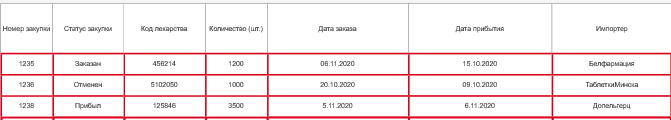 Номер закупки Статус закупки Код лекарства Количество (шт.) Дата заказа Дата прибытия Импортер
1235 Заказан 456214 1200 06.11.2020 15.10.2020 Белфармация
1236 Отменен 5102050 1000 20.10.2020 09.10.2020 ТаблеткиМинска
1238 Прибыл 125846 3500 5.11.2020 6.11.2020 Допельгерц